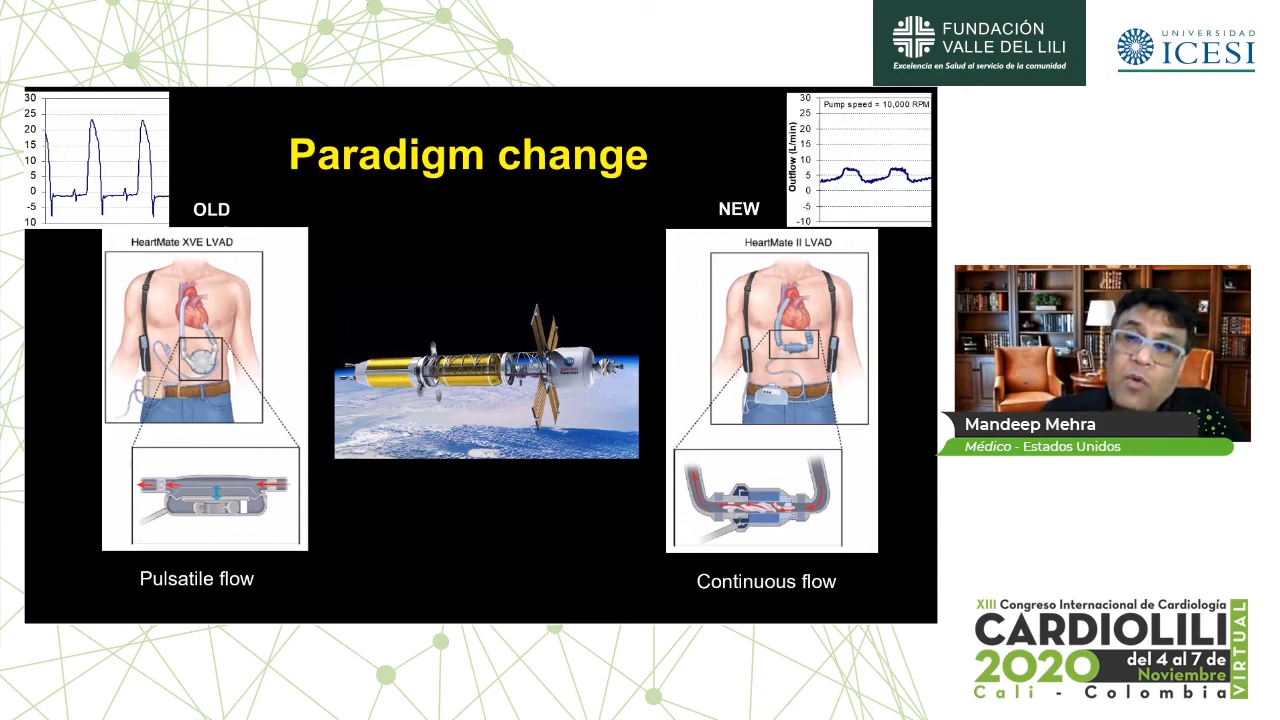 FUNDACIÓN
VALLE DEL LILI
Excelencia en Salud al servicio de la comunidad
UNIVERSIDAD
ICESI
30
25
20
15
10
5
0
-5
10
Paradigm change
OLD
NEW
Pump speed = 10,000 RPM
Outflow (L/min)
30
25
20
15
10
5
0
-5
-10
HeartMate XVE LVAD
HeartMate II LVAD
Pulsatile flow
Continuous flow
Mandeep Mehra
Médico - Estados Unidos
XIII Congreso Internacional de Cardiología
CARDIOLILI
2020 del 4 al 7 de
Noviembre
Cali - Colombia
VIRTUAL